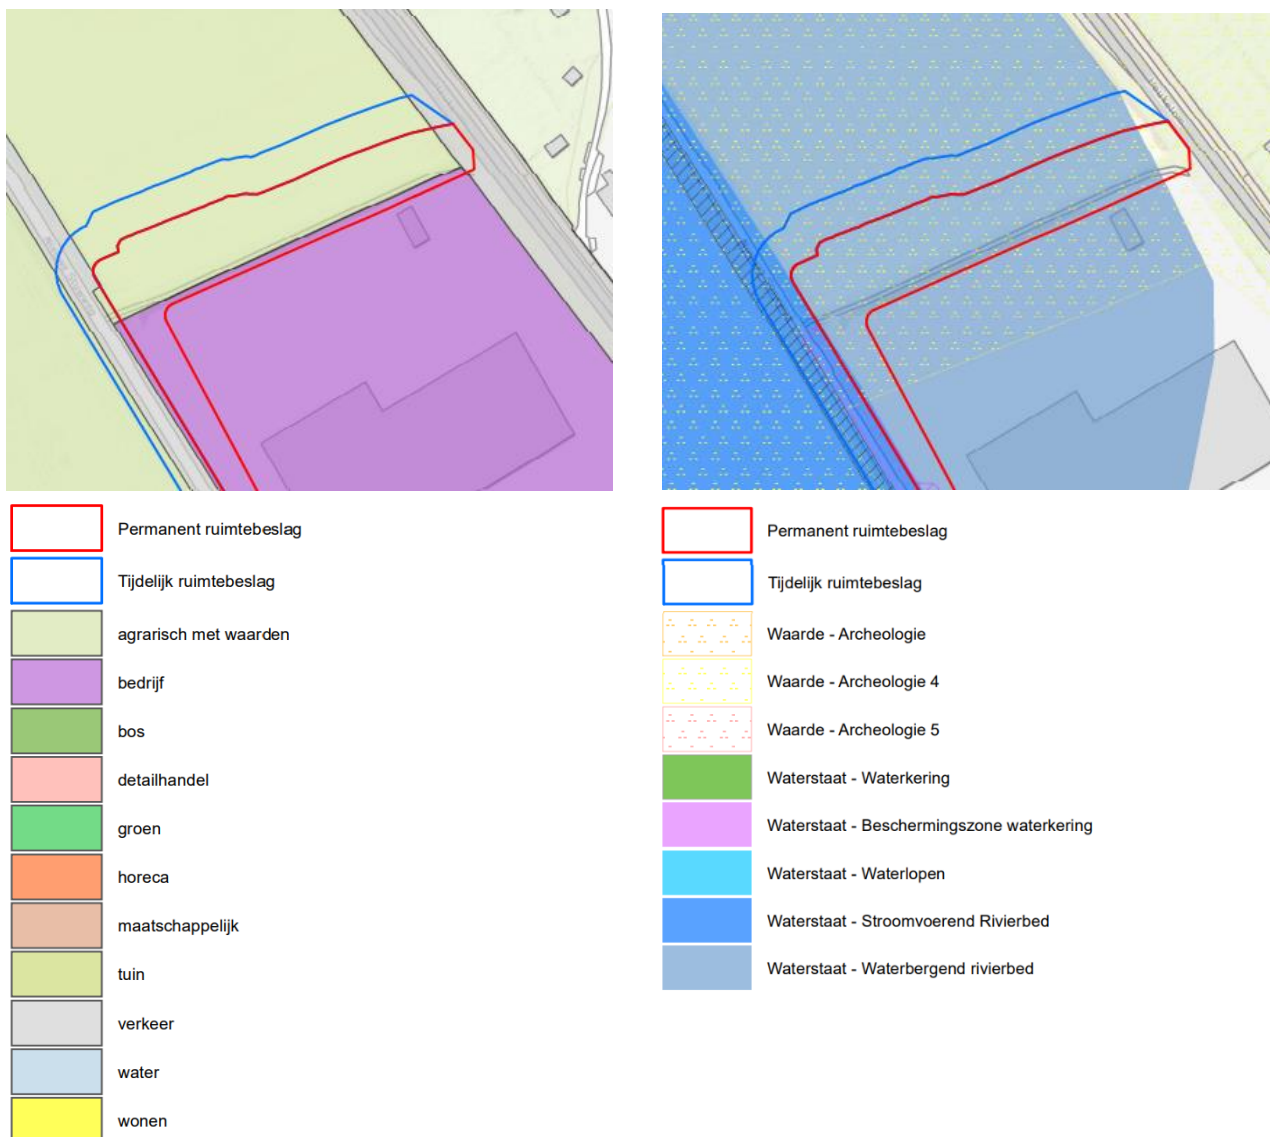 Permanent ruimtebeslag
Tijdelijk ruimtebeslag
agrarisch met waarden
bedrijf
bos
detailhandel
groen
horeca
maatschappelijk
tuin
verkeer
water
wonen
Permanent ruimtebeslag
Tijdelijk ruimtebeslag
Waarde - Archeologie
Waarde - Archeologie 4
Waarde - Archeologie 5
Waterstaat - Waterkering
Waterstaat - Beschermingszone waterkering
Waterstaat - Waterlopen
Waterstaat - Stroomvoerend Rivierbed
Waterstaat - Waterbergend rivierbed